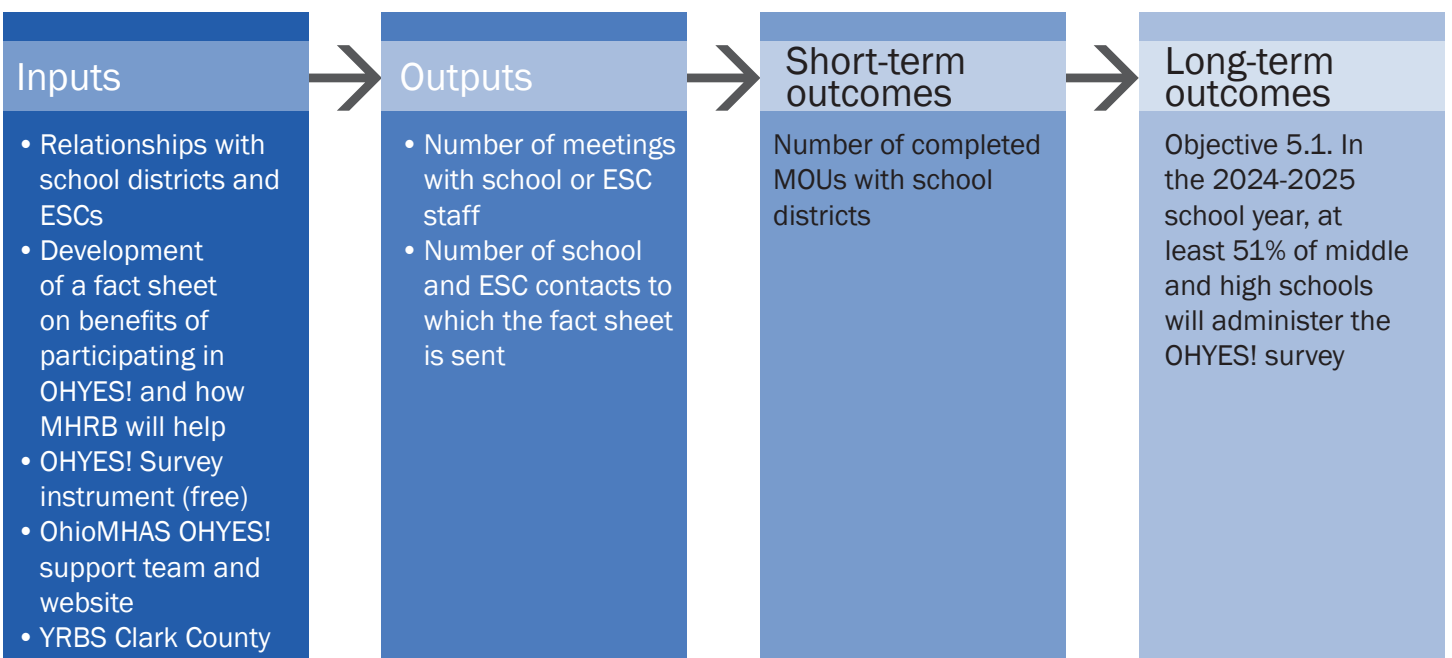 Inputs
• Relationships with
school districts and
ESCs
• Development
of a fact sheet
on benefits of
participating in
OHYES! and how
MHRB will help
• OHYES! Survey
instrument (free)
• OhioMHAS OHYES!
support team and
website
• YRBS Clark County
Outputs
• Number of meetings
with school or ESC
staff
• Number of school
and ESC contacts to
which the fact sheet
is sent
Short-term
outcomes
Number of completed
MOUs with school
districts
Long-term
outcomes
Objective 5.1. In
the 2024-2025
school year, at
least 51% of middle
and high schools
will administer the
OHYES! survey